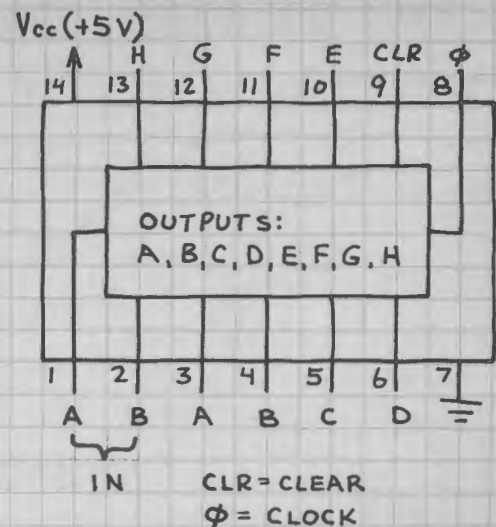 Vcc (+5 V)
H G F E CLR ϕ
14 13 12 11 10 9 8
OUTPUTS:
A, B, C, D, E, F, G, H
1 2 3 4 5 6 7
A B A B C D
IN
CLR = CLEAR
ϕ = CLOCK